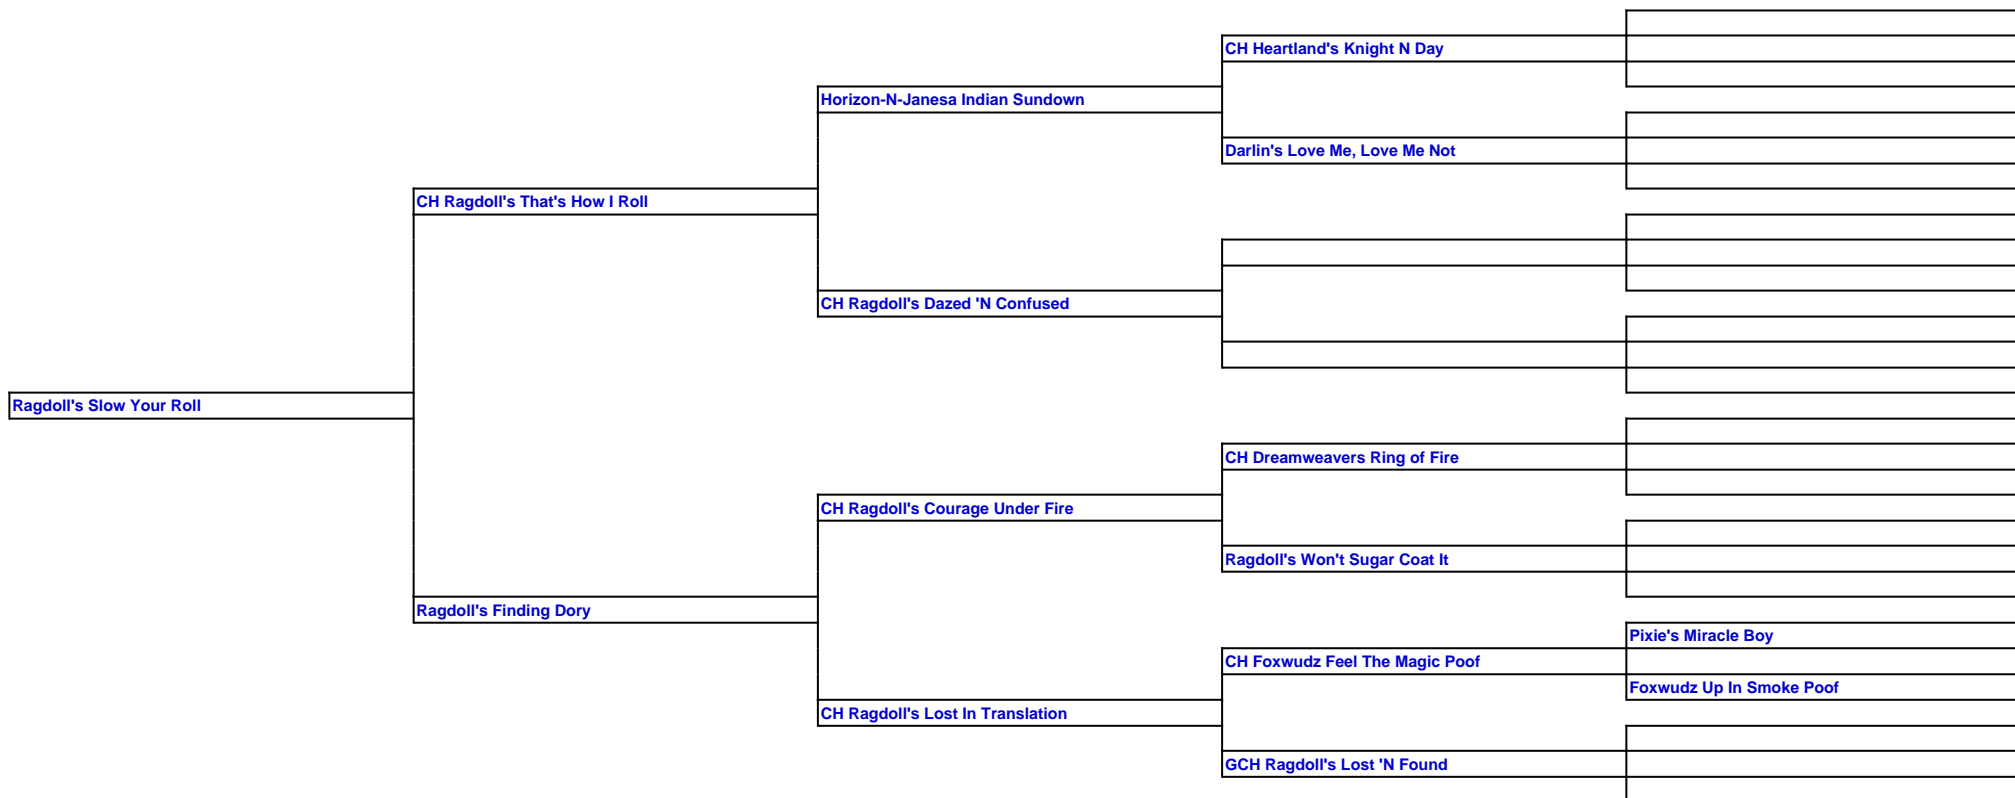 CH Heartland's Knight N Day
Horizon-N-Janesa Indian Sundown
Darlin's Love Me, Love Me Not
CH Ragdoll's That's How I Roll
CH Ragdoll's Dazed 'N Confused
Ragdoll's Slow Your Roll
CH Dreamweavers Ring of Fire
CH Ragdoll's Courage Under Fire
Ragdoll's Won't Sugar Coat It
Ragdoll's Finding Dory
Pixie's Miracle Boy
CH Foxwudz Feel The Magic Poof
Foxwudz Up In Smoke Poof
CH Ragdoll's Lost In Translation
GCH Ragdoll's Lost 'N Found